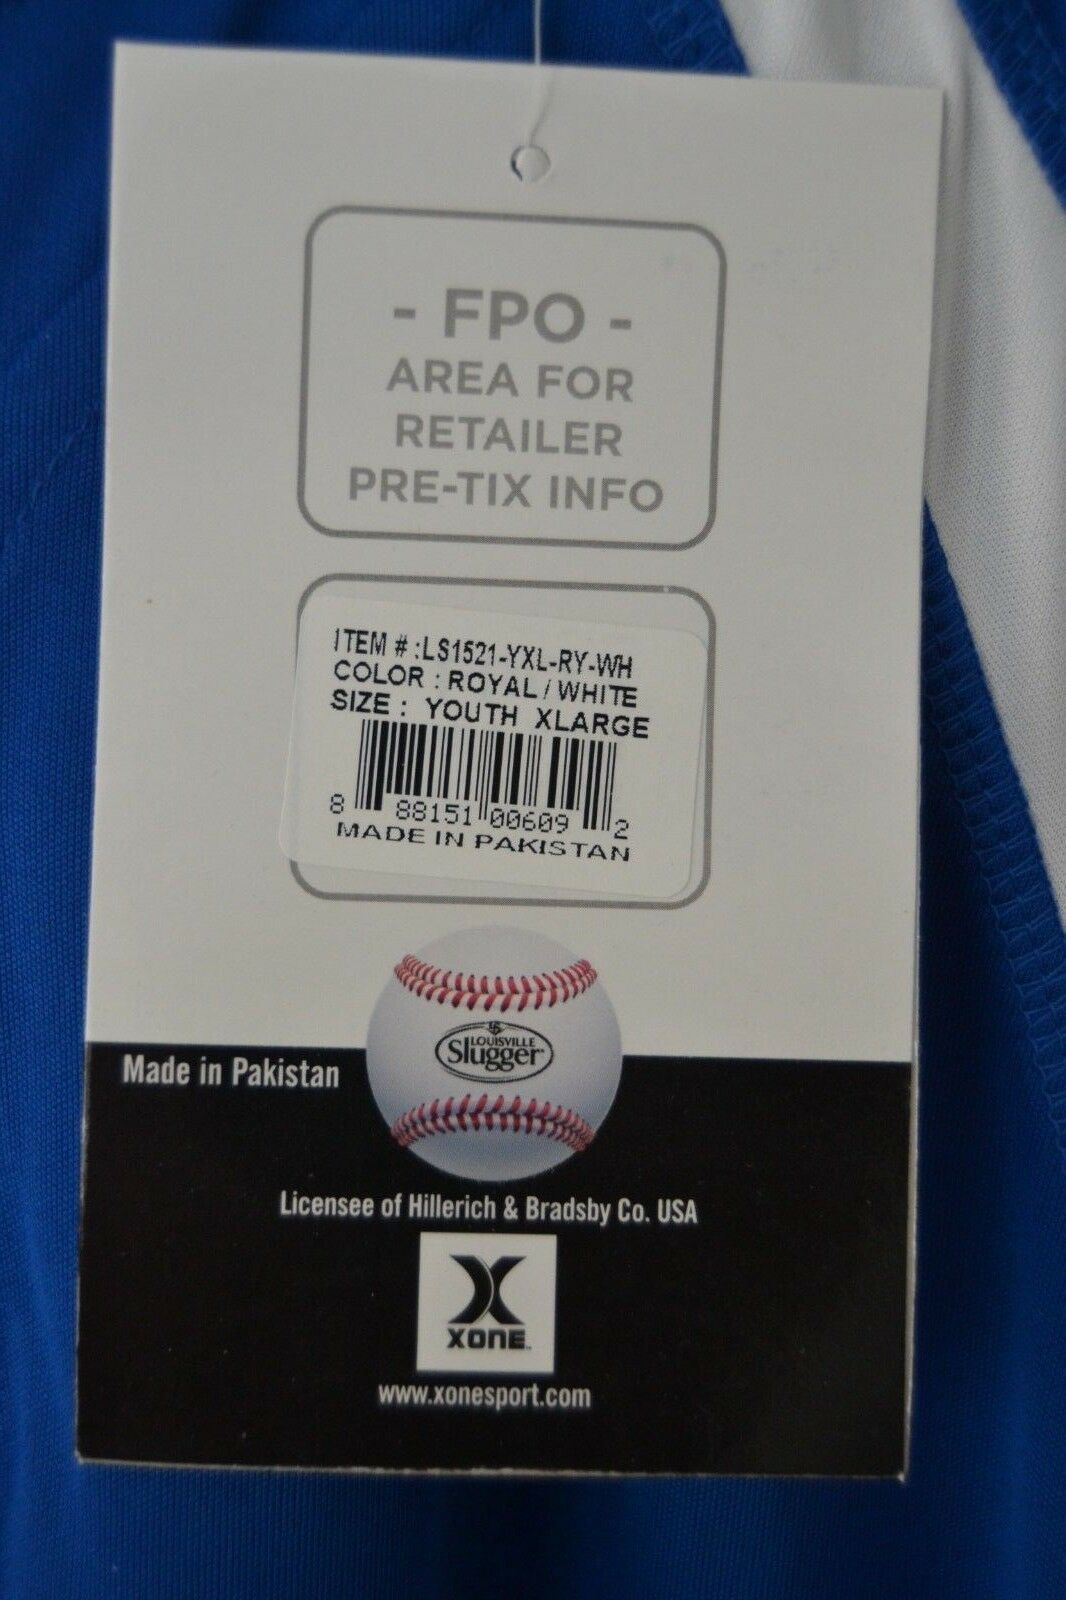 - FPO -
AREA FOR
RETAILER
PRE-TIX INFO
ITEM # :LS1521-YXL-RY-WH
COLOR : ROYAL / WHITE
SIZE : YOUTH XLARGE
8 88151 00609 2
MADE IN PAKISTAN
LOUISVILLE
Slugger
Made in Pakistan
Licensee of Hillerich & Bradsby Co. USA
XONE
www.xonesport.com